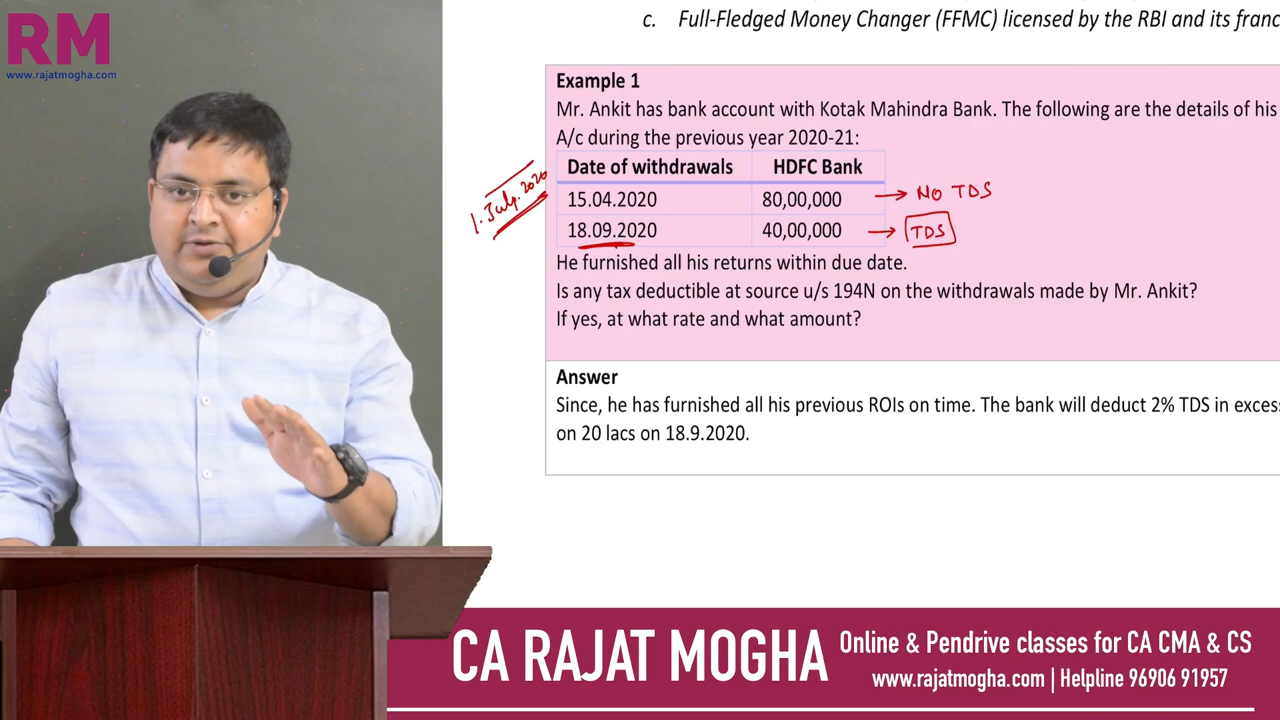 RM
www.rajatmogha.com
c. Full-Fledged Money Changer (FFMC) licensed by the RBI and its franc
Example 1
Mr. Ankit has bank account with Kotak Mahindra Bank. The following are the details of his
A/c during the previous year 2020-21:
Date of withdrawals HDFC Bank
1. July. 2020
15.04.2020 80,00,000 → NO TDS
18.09.2020 40,00,000 → TDS
He furnished all his returns within due date.
Is any tax deductible at source u/s 194N on the withdrawals made by Mr. Ankit?
If yes, at what rate and what amount?
Answer
Since, he has furnished all his previous ROIs on time. The bank will deduct 2% TDS in excess
on 20 lacs on 18.9.2020.
CA RAJAT MOGHA
Online & Pendrive classes for CA CMA & CS
www.rajatmogha.com | Helpline 96906 91957